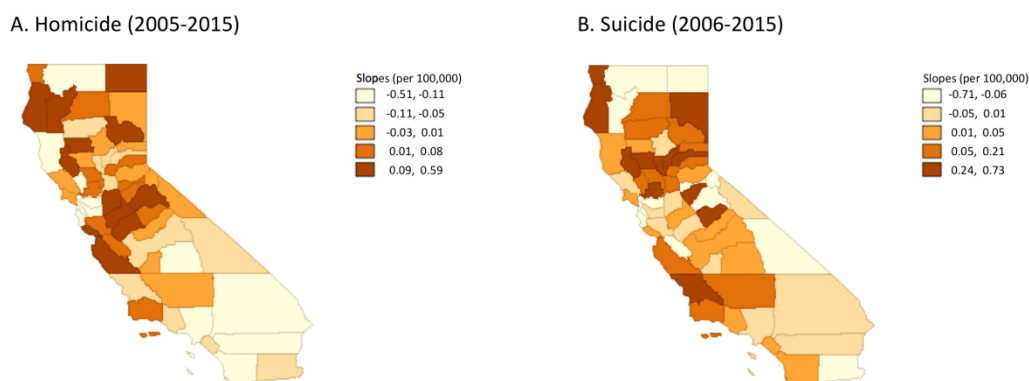 A. Homicide (2005-2015)
B. Suicide (2006-2015)
Slopes (per 100,000)
-0.51, -0.11
-0.11, -0.05
-0.03, 0.01
0.01, 0.08
0.09, 0.59
Slopes (per 100,000)
-0.71, -0.06
-0.05, 0.01
0.01, 0.05
0.05, 0.21
0.24, 0.73